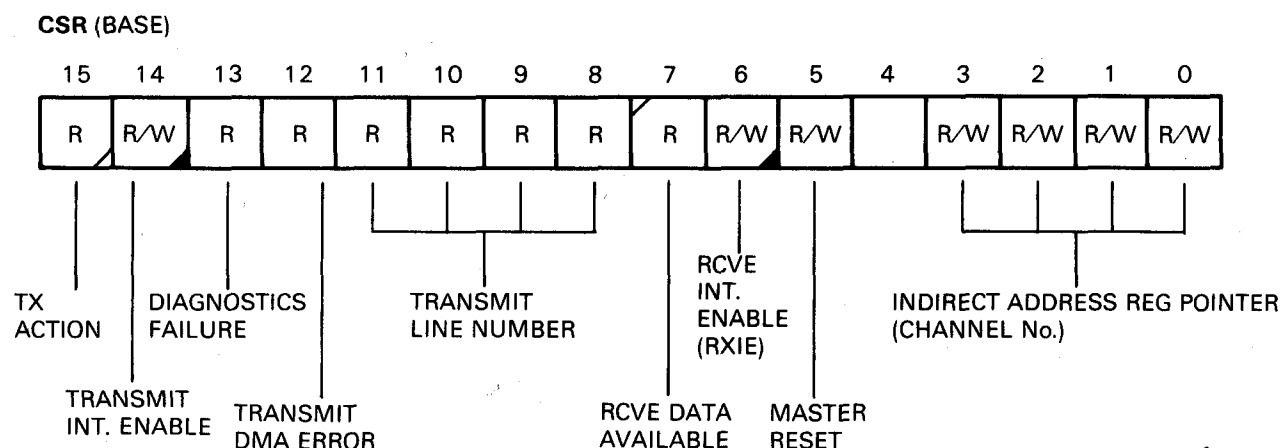 CSR (BASE)
15 14 13 12 11 10 9 8 7 6 5 4 3 2 1 0
R R/W R R R R R R R R/W R/W R/W R/W R/W R/W
TX
ACTION
DIAGNOSTICS
FAILURE
TRANSMIT
LINE NUMBER
RCVE
INT.
ENABLE
(RXIE)
INDIRECT ADDRESS REG POINTER
(CHANNEL No.)
TRANSMIT
INT. ENABLE
TRANSMIT
DMA ERROR
RCVE DATA
AVAILABLE
MASTER
RESET